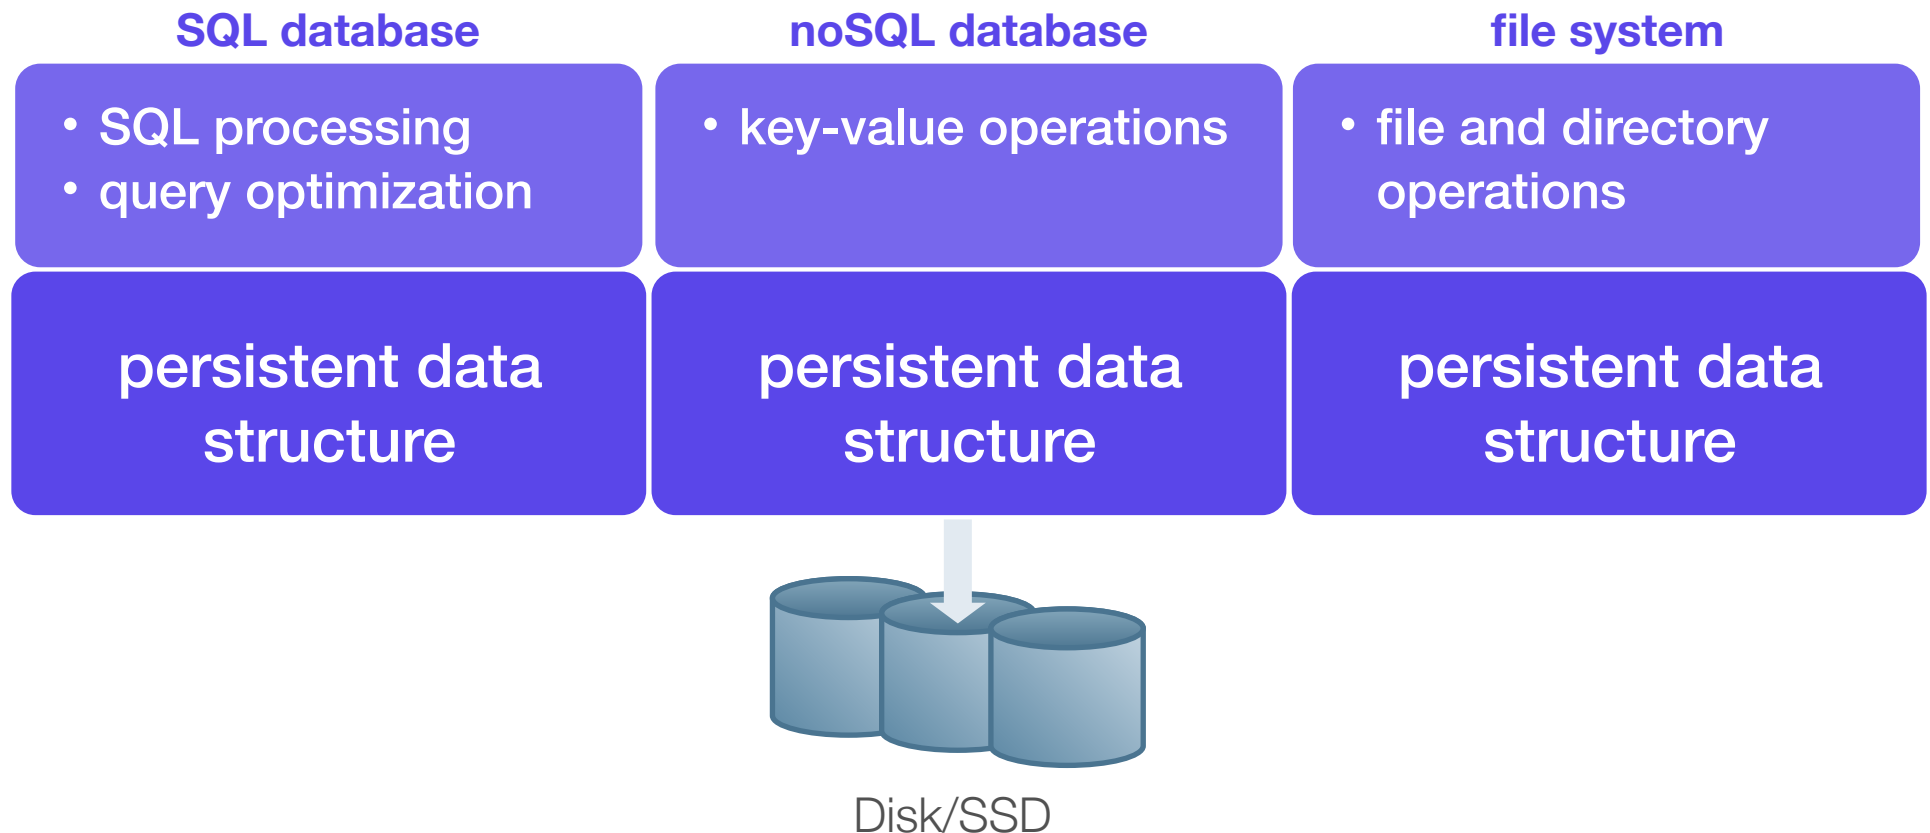 SQL database
• SQL processing
• query optimization
persistent data
structure
noSQL database
• key-value operations
persistent data
structure
file system
• file and directory
operations
persistent data
structure
Disk/SSD